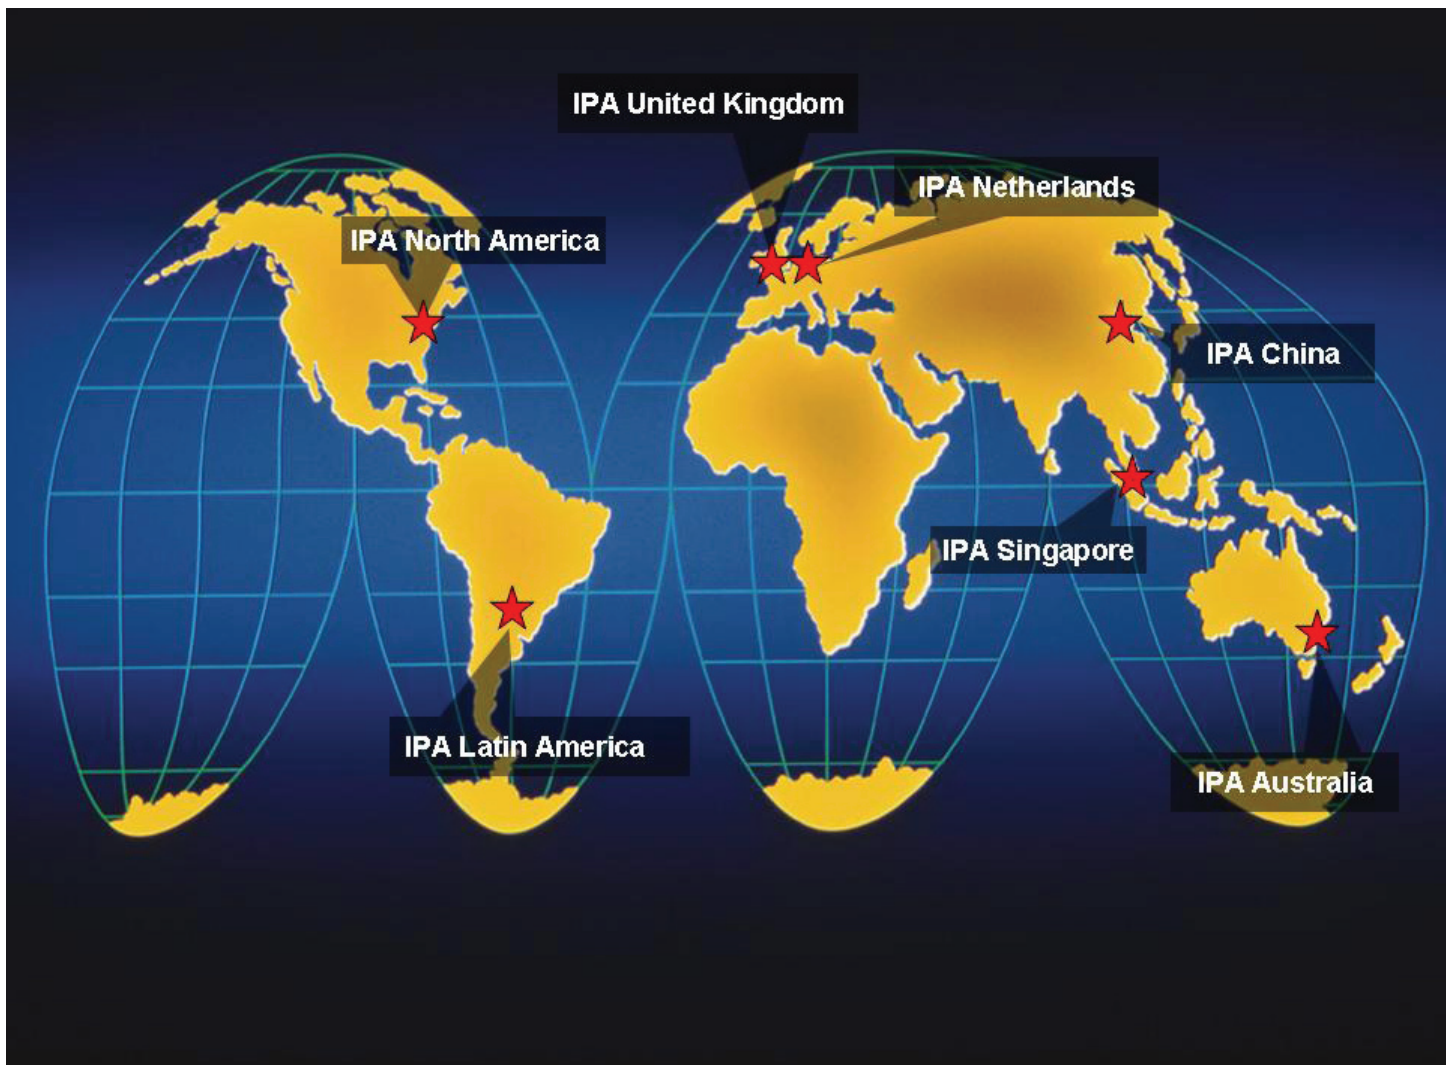 IPA United Kingdom
IPA Netherlands
IPA North America
IPA China
IPA Singapore
IPA Latin America
IPA Australia